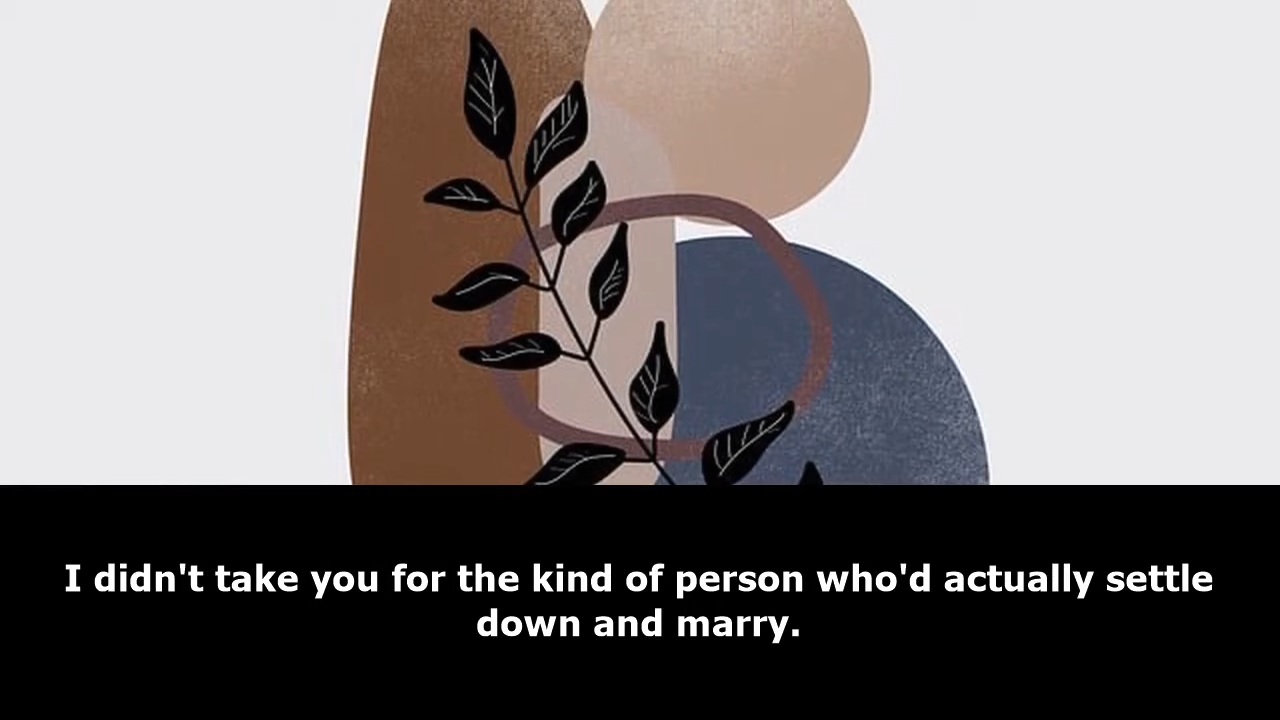 I didn't take you for the kind of person who'd actually settle
down and marry.